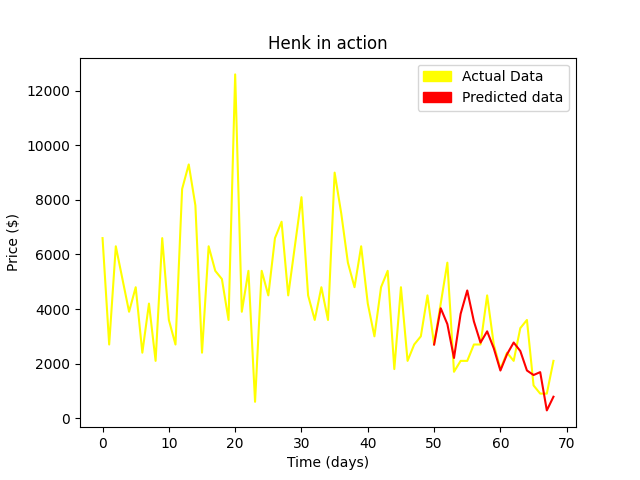 Henk in action
Actual Data
Predicted data
Price ($)
12000
10000
8000
6000
4000
2000
0
0 10 20 30 40 50 60 70
Time (days)